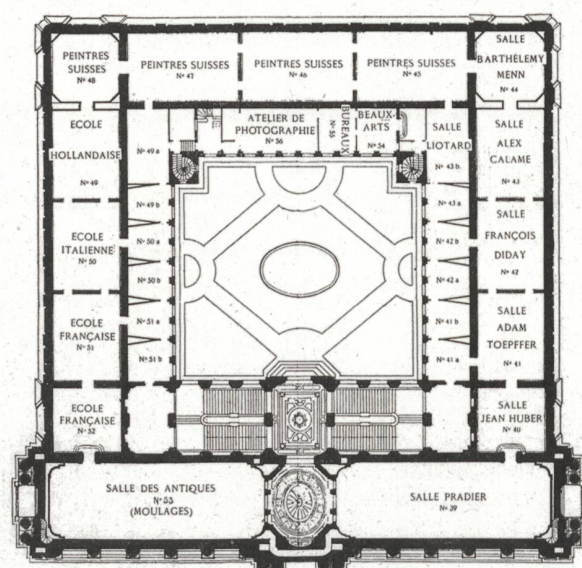 PEINTRES
SUISSES
No 48
PEINTRES SUISSES
No 47
PEINTRES SUISSES
No 46
PEINTRES SUISSES
No 45
SALLE
BARTHÉLEMY
MENN
No 44
ECOLE
HOLLANDAISE
No 49
No 49 a
ATELIER DE
PHOTOGRAPHIE
No 56
BUREAUX
No 55
BEAUX-
ARTS
No 54
SALLE
LIOTARD
No 43 b.
SALLE
ALEX
CALAME
No 43
No 49 b
No 43 a
ECOLE
ITALIENNE
No 50
No 50 a
No 50 b
No 42 b
No 42 a
SALLE
FRANÇOIS
DIDAY
No 42
ECOLE
FRANÇAISE
No 51
No 51 a
No 51 b
No 41 b
No 41 a
SALLE
ADAM
TOEPFFER
No 41
ECOLE
FRANÇAISE
No 52
SALLE
JEAN HUBER
No 40
SALLE DES ANTIQUES
No 53
(MOULAGES)
SALLE PRADIER
No 39